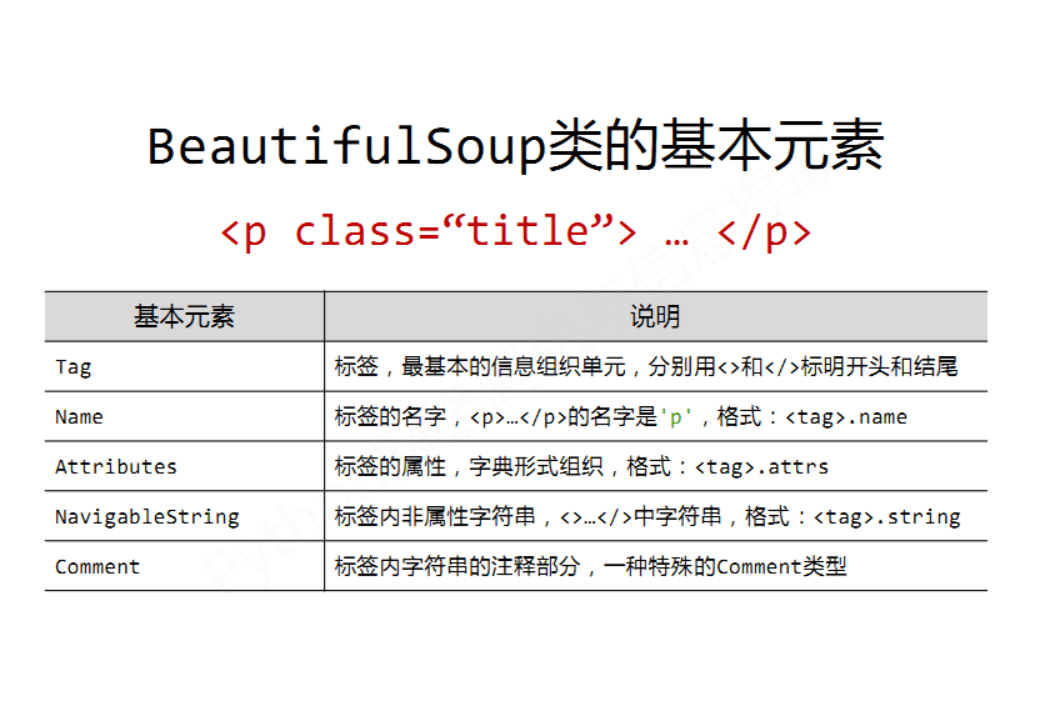 BeautifulSoup类的基本元素
<p class=“title”> … </p>
基本元素 说明
Tag 标签，最基本的信息组织单元，分别用<>和</>标明开头和结尾
Name 标签的名字，<p>…</p>的名字是'p'，格式：<tag>.name
Attributes 标签的属性，字典形式组织，格式：<tag>.attrs
NavigableString 标签内非属性字符串，<>…</>中字符串，格式：<tag>.string
Comment 标签内字符串的注释部分，一种特殊的Comment类型